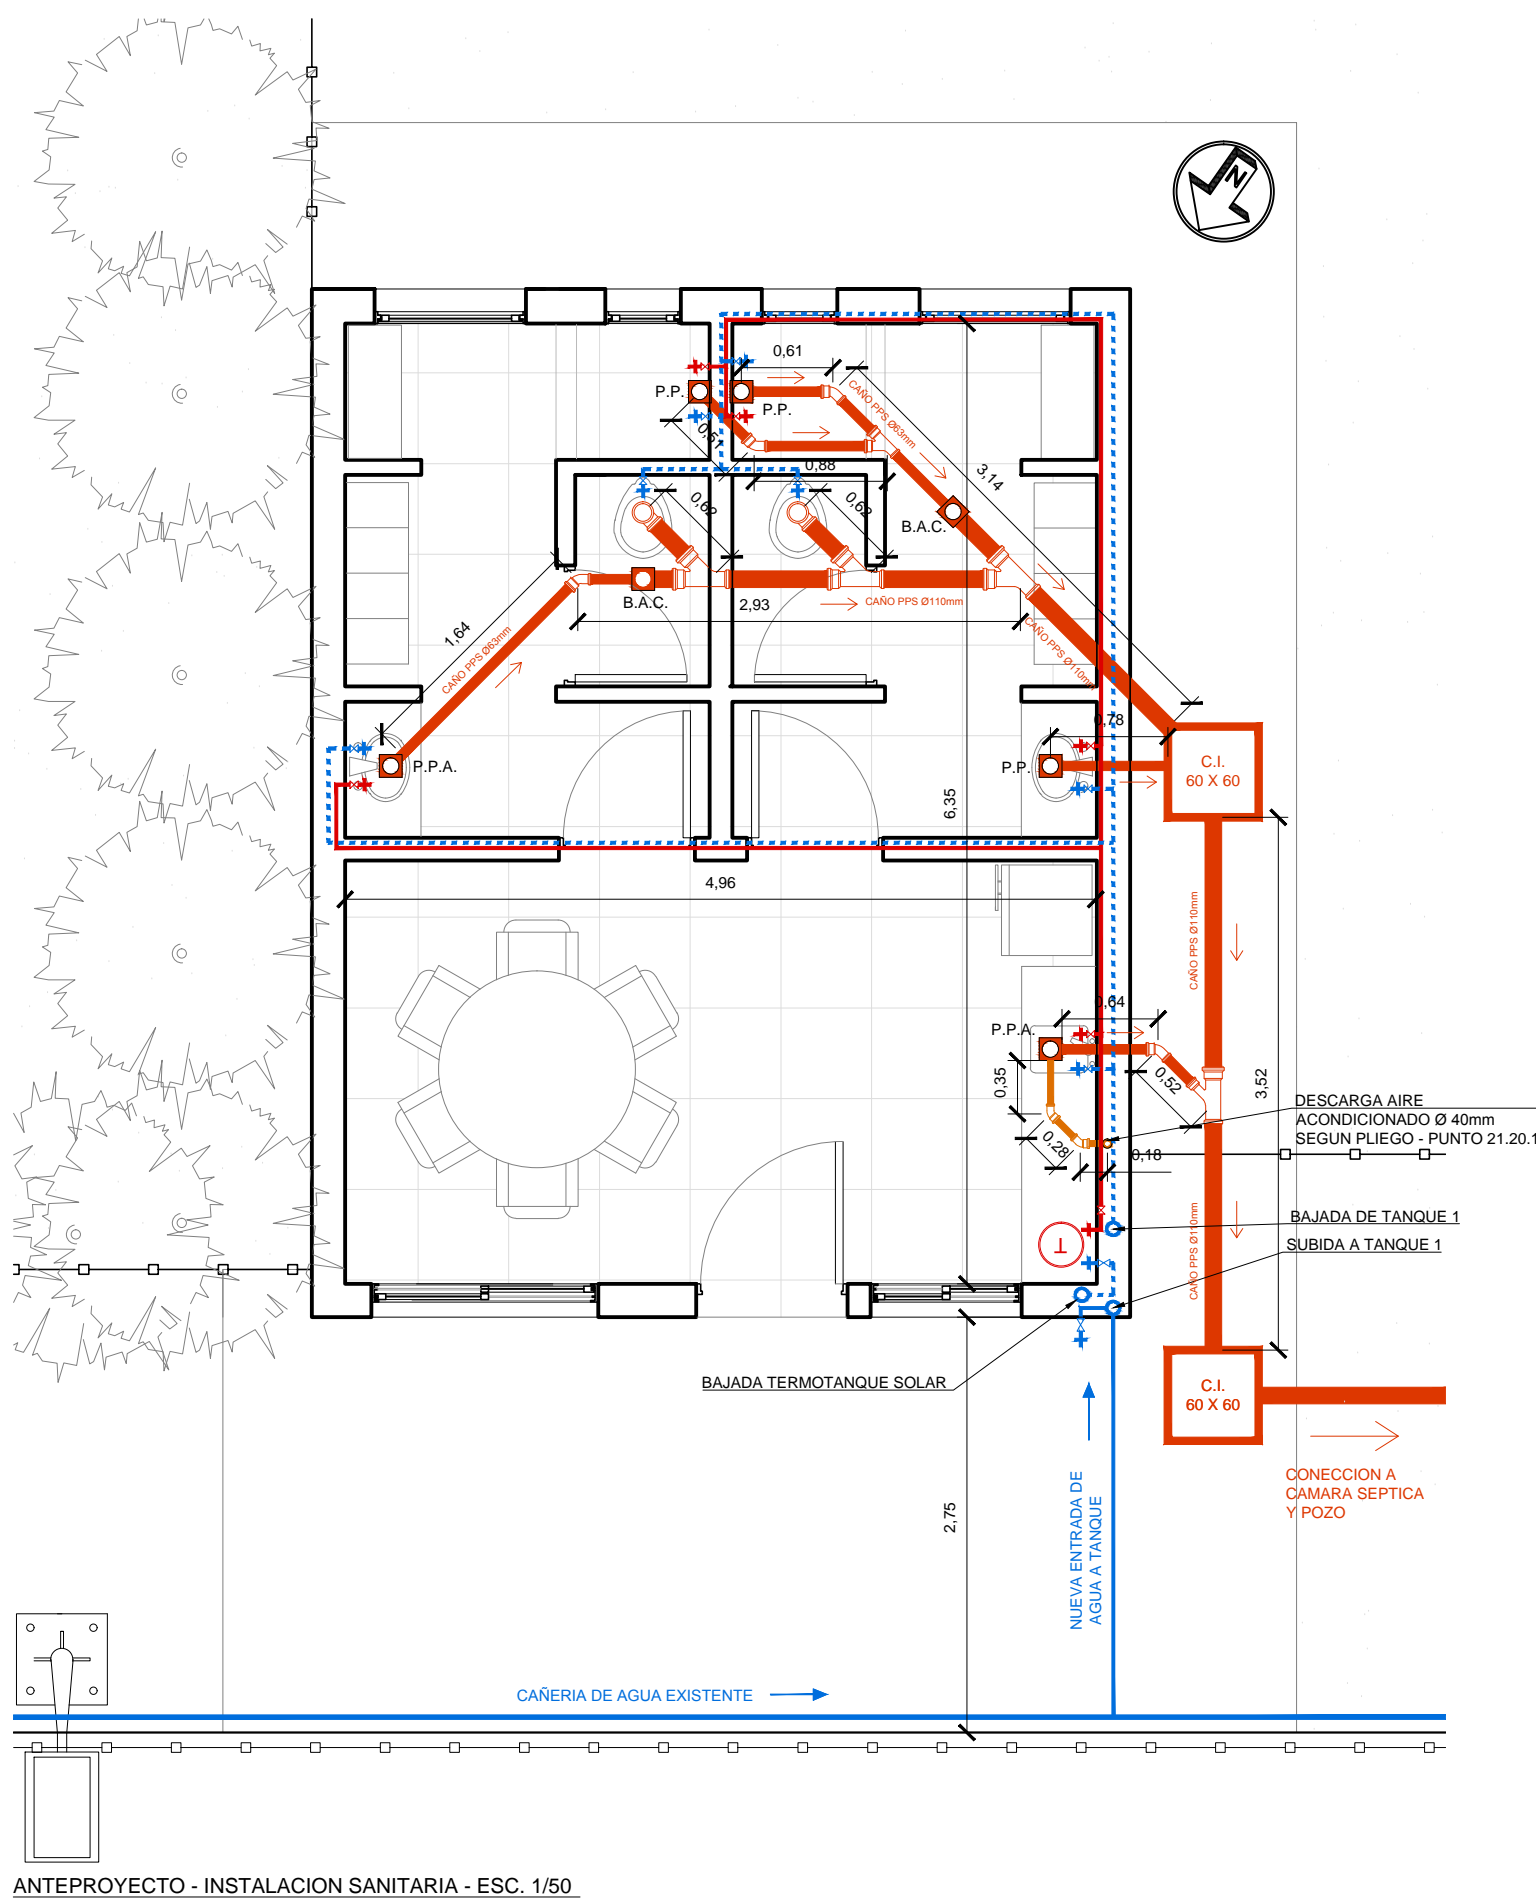 N
0,61
P.P.
P.P.
CAÑO PPS Ø63mm
0,51
0,88
3,14
0,62
0,62
B.A.C.
B.A.C.
2,93
CAÑO PPS Ø110mm
1,64
CAÑO PPS Ø63mm
CAÑO PPS Ø110mm
0,78
P.P.A.
P.P.
C.I.
60 X 60
6,35
4,96
CAÑO PPS Ø110mm
0,64
P.P.A.
0,35
0,52
3,52
DESCARGA AIRE
ACONDICIONADO Ø 40mm
SEGUN PLIEGO - PUNTO 21.20.1
0,28
0,18
BAJADA DE TANQUE 1
T
SUBIDA A TANQUE 1
CAÑO PPS Ø110mm
BAJADA TERMOTANQUE SOLAR
C.I.
60 X 60
CONECCION A
CAMARA SEPTICA
Y POZO
2,75
NUEVA ENTRADA DE
AGUA A TANQUE
CAÑERIA DE AGUA EXISTENTE
ANTEPROYECTO - INSTALACION SANITARIA - ESC. 1/50